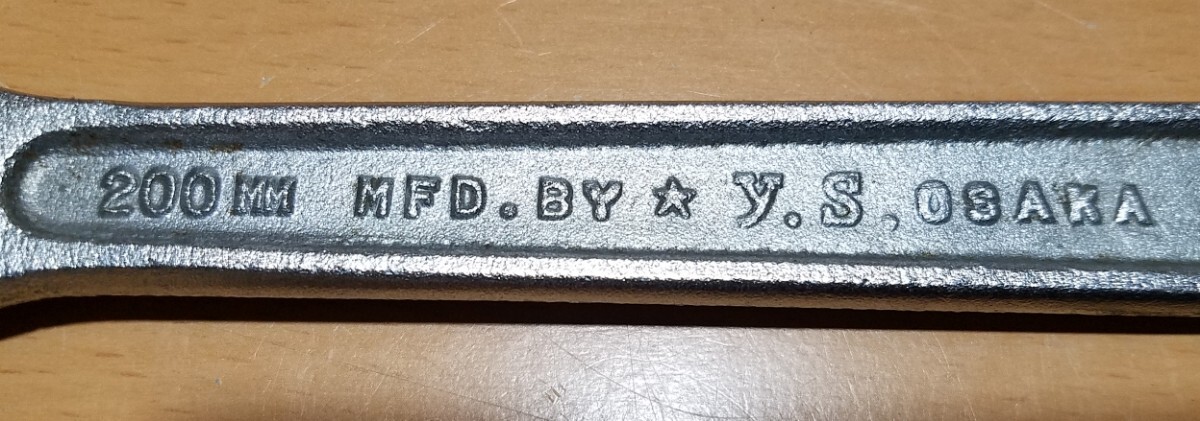 200MM MFD.BY ☆ Y.S, OSAKA